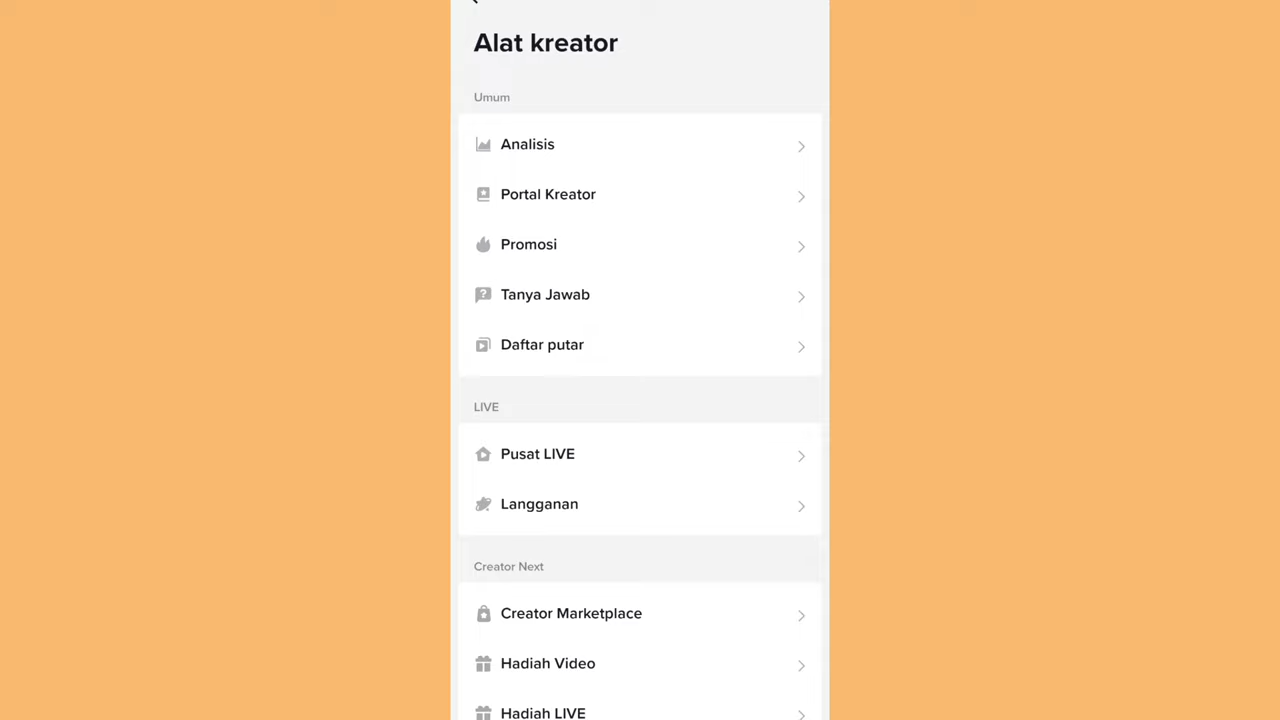 Alat kreator
Umum
Analisis
Portal Kreator
Promosi
Tanya Jawab
Daftar putar
LIVE
Pusat LIVE
Langganan
Creator Next
Creator Marketplace
Hadiah Video
Hadiah LIVE